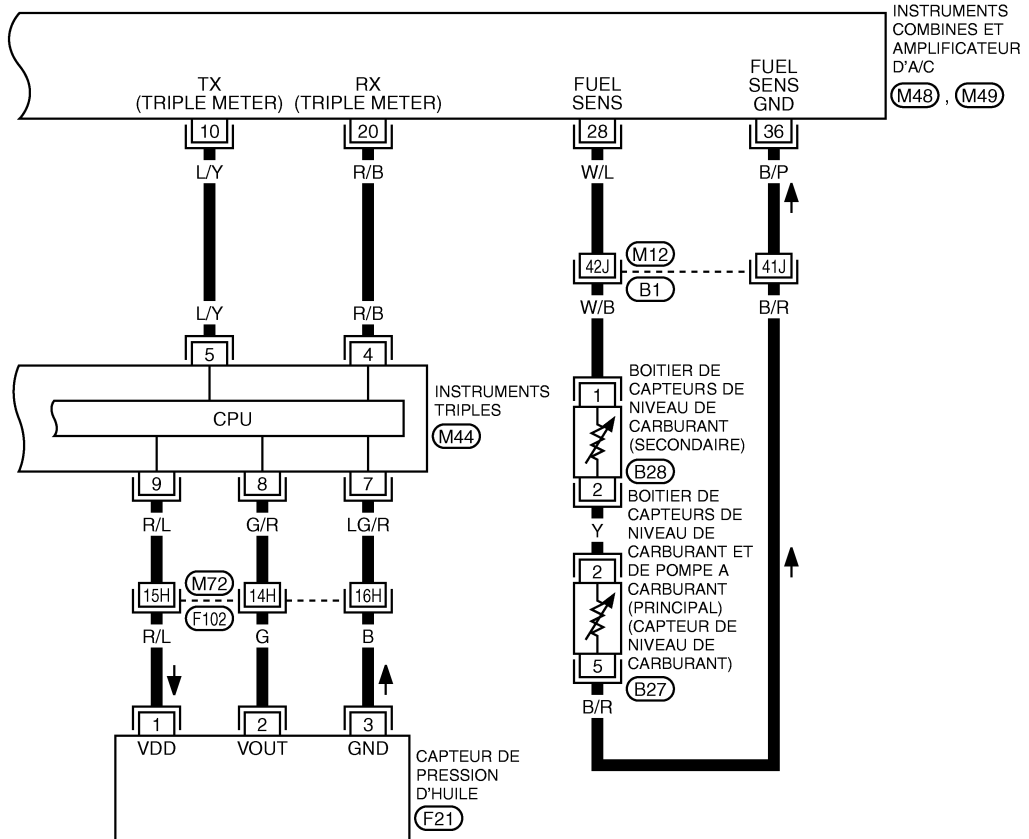 INSTRUMENTS
COMBINES ET
AMPLIFICATEUR
D'A/C
M48 , M49
TX
(TRIPLE METER)
RX
(TRIPLE METER)
FUEL
SENS
FUEL
SENS
GND
10
20
28
36
L/Y
R/B
W/L
B/P
42J
M12
B1
41J
L/Y
R/B
W/B
B/R
5
4
CPU
INSTRUMENTS
TRIPLES
M44
1
BOITIER DE
CAPTEURS DE
NIVEAU DE
CARBURANT
(SECONDAIRE)
B28
2
9
8
7
R/L
G/R
LG/R
Y
BOITIER DE
CAPTEURS DE
NIVEAU DE
CARBURANT ET
DE POMPE A
CARBURANT
(PRINCIPAL)
(CAPTEUR DE
NIVEAU DE
CARBURANT)
B27
2
5
B/R
15H
M72
F102
14H
16H
R/L
G
B
1
2
3
VDD
VOUT
GND
CAPTEUR DE
PRESSION
D'HUILE
F21